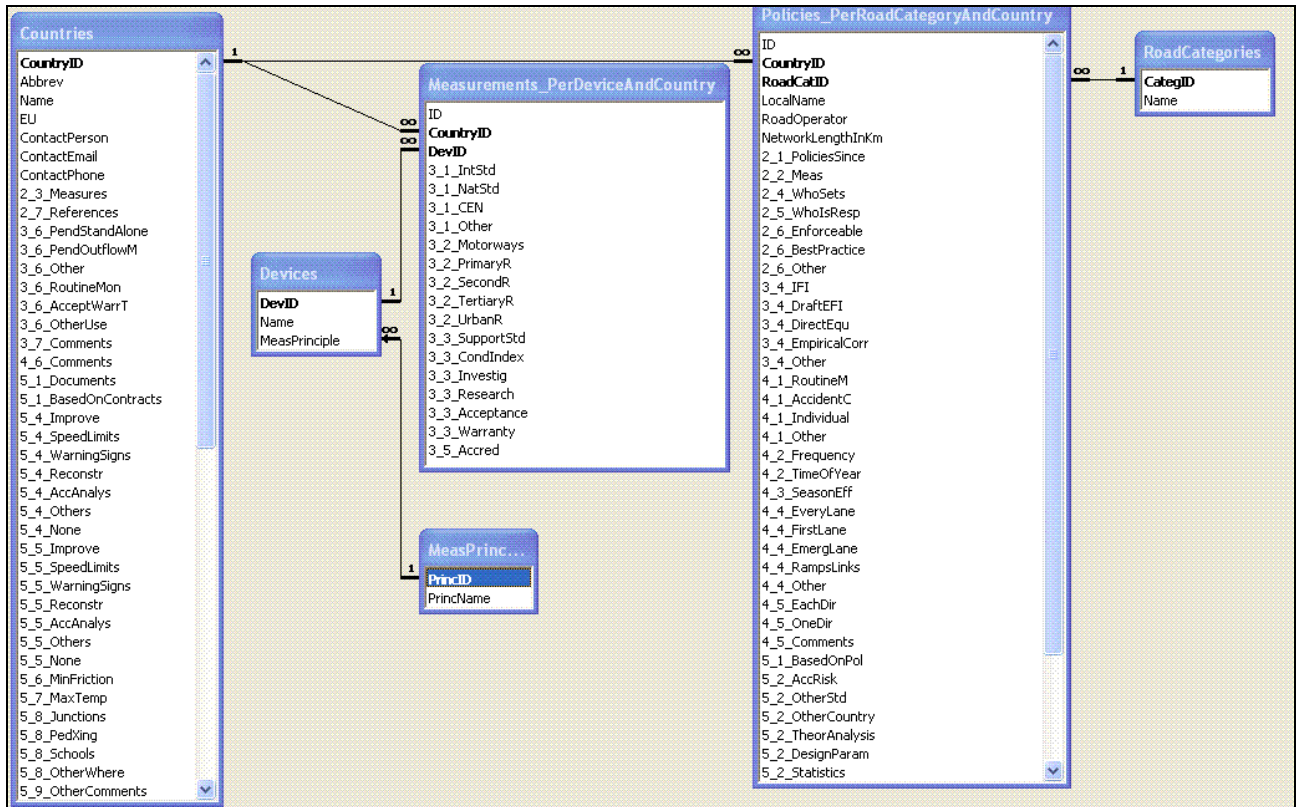 Countries
CountryID
Abbrev
Name
EU
ContactPerson
ContactEmail
ContactPhone
2_3_Measures
2_7_References
3_6_PendStandAlone
3_6_PendOutflowM
3_6_Other
3_6_RoutineMon
3_6_AcceptWarrT
3_6_OtherUse
3_7_Comments
4_6_Comments
5_1_Documents
5_1_BasedOnContracts
5_4_Improve
5_4_SpeedLimits
5_4_WarningSigns
5_4_Reconstr
5_4_AccAnalys
5_4_Others
5_4_None
5_5_Improve
5_5_SpeedLimits
5_5_WarningSigns
5_5_Reconstr
5_5_AccAnalys
5_5_Others
5_5_None
5_6_MinFriction
5_7_MaxTemp
5_8_Junctions
5_8_PedXing
5_8_Schools
5_8_OtherWhere
5_9_OtherComments
1
∞
∞
∞
Measurements_PerDeviceAndCountry
ID
CountryID
DevID
3_1_IntStd
3_1_NatStd
3_1_CEN
3_1_Other
3_2_Motorways
3_2_PrimaryR
3_2_SecondR
3_2_TertiaryR
3_2_UrbanR
3_3_SupportStd
3_3_CondIndex
3_3_Investig
3_3_Research
3_3_Acceptance
3_3_Warranty
3_5_Accred
Devices
DevID
Name
MeasPrinciple
1
∞
MeasPrinc...
1
PrincID
PrincName
Policies_PerRoadCategoryAndCountry
ID
CountryID
RoadCatID
LocalName
RoadOperator
NetworkLengthInKm
2_1_PoliciesSince
2_2_Meas
2_4_WhoSets
2_5_WhoIsResp
2_6_Enforceable
2_6_BestPractice
2_6_Other
3_4_IFI
3_4_DraftEFI
3_4_DirectEqu
3_4_EmpiricalCorr
3_4_Other
4_1_RoutineM
4_1_AccidentC
4_1_Individual
4_1_Other
4_2_Frequency
4_2_TimeOfYear
4_3_SeasonEff
4_4_EveryLane
4_4_FirstLane
4_4_EmergLane
4_4_RampsLinks
4_4_Other
4_5_EachDir
4_5_OneDir
4_5_Comments
5_1_BasedOnPol
5_2_AccRisk
5_2_OtherStd
5_2_OtherCountry
5_2_TheorAnalysis
5_2_DesignParam
5_2_Statistics
∞
1
RoadCategories
CategID
Name